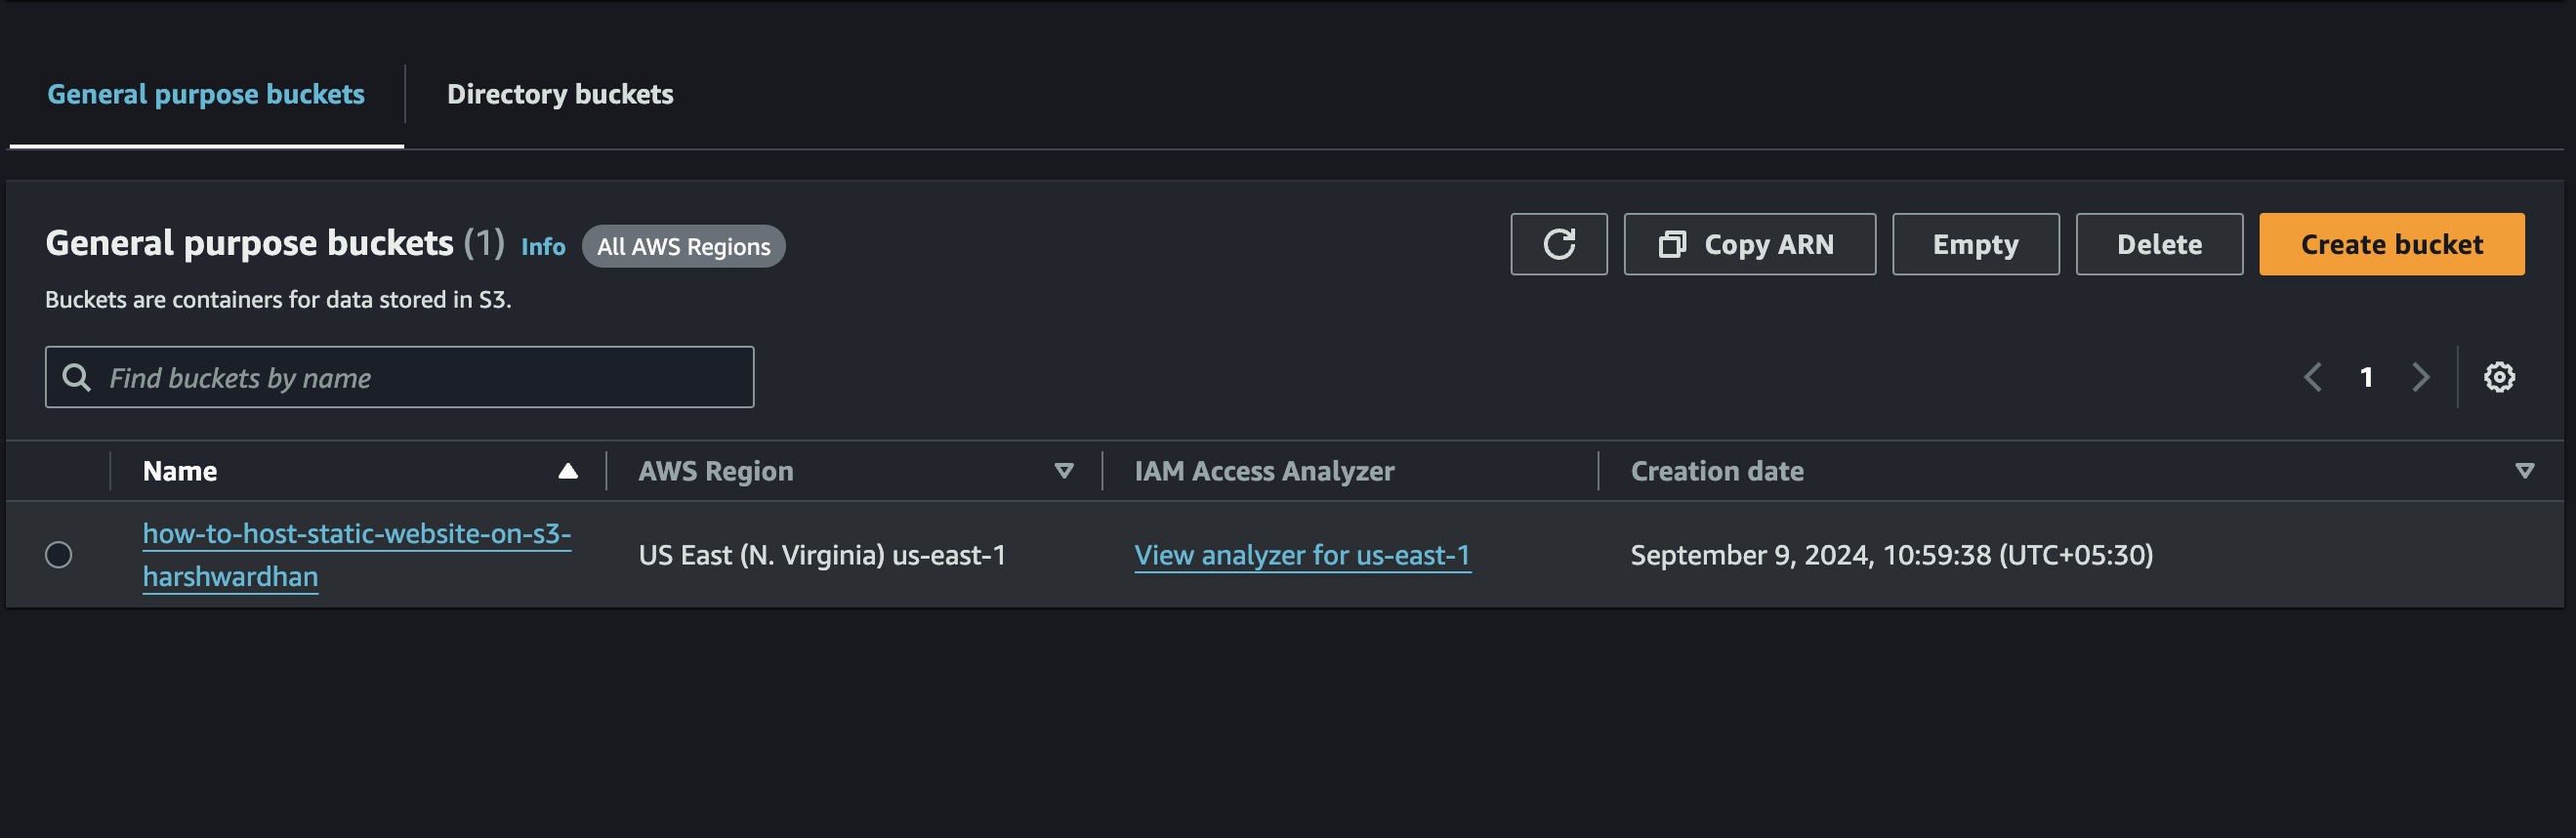 General purpose buckets
Directory buckets
General purpose buckets (1) Info All AWS Regions
Copy ARN
Empty
Delete
Create bucket
Buckets are containers for data stored in S3.
Find buckets by name
1
Name
AWS Region
IAM Access Analyzer
Creation date
how-to-host-static-website-on-s3-
harshwardhan
US East (N. Virginia) us-east-1
View analyzer for us-east-1
September 9, 2024, 10:59:38 (UTC+05:30)